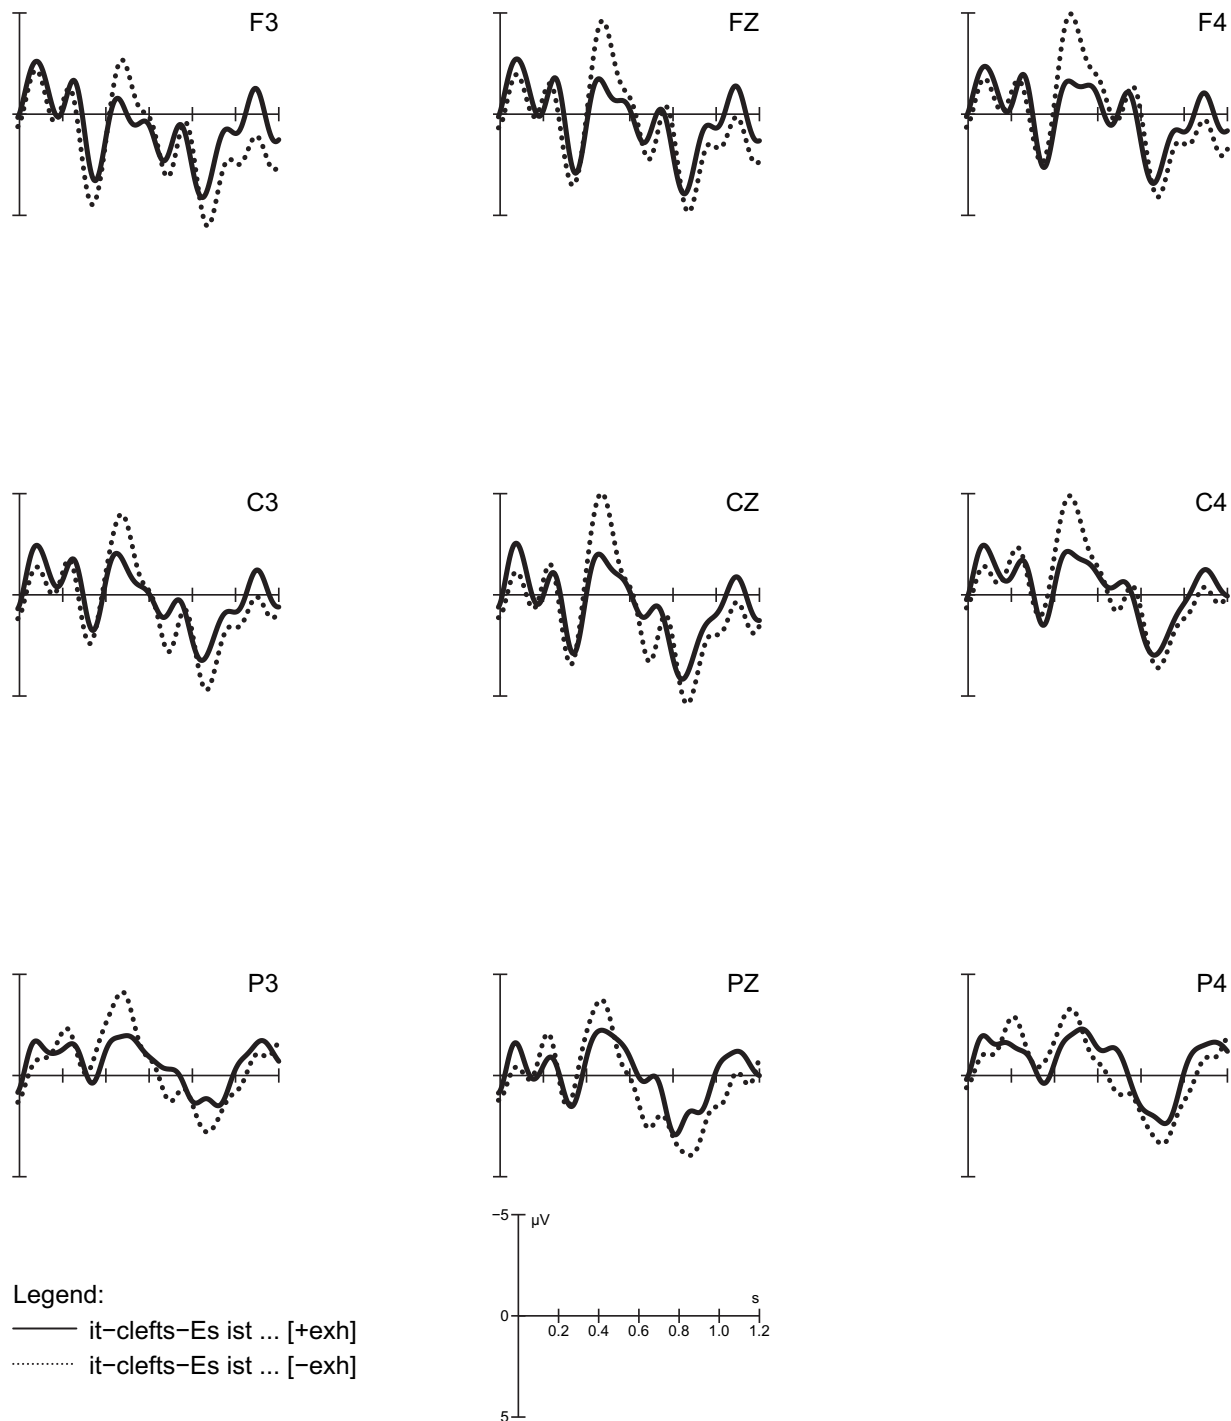 F3
FZ
F4
C3
CZ
C4
P3
PZ
P4
−5
µV
s
0
0.2 0.4 0.6 0.8 1.0 1.2
5
Legend:
it−clefts−Es ist ... [+exh]
it−clefts−Es ist ... [−exh]